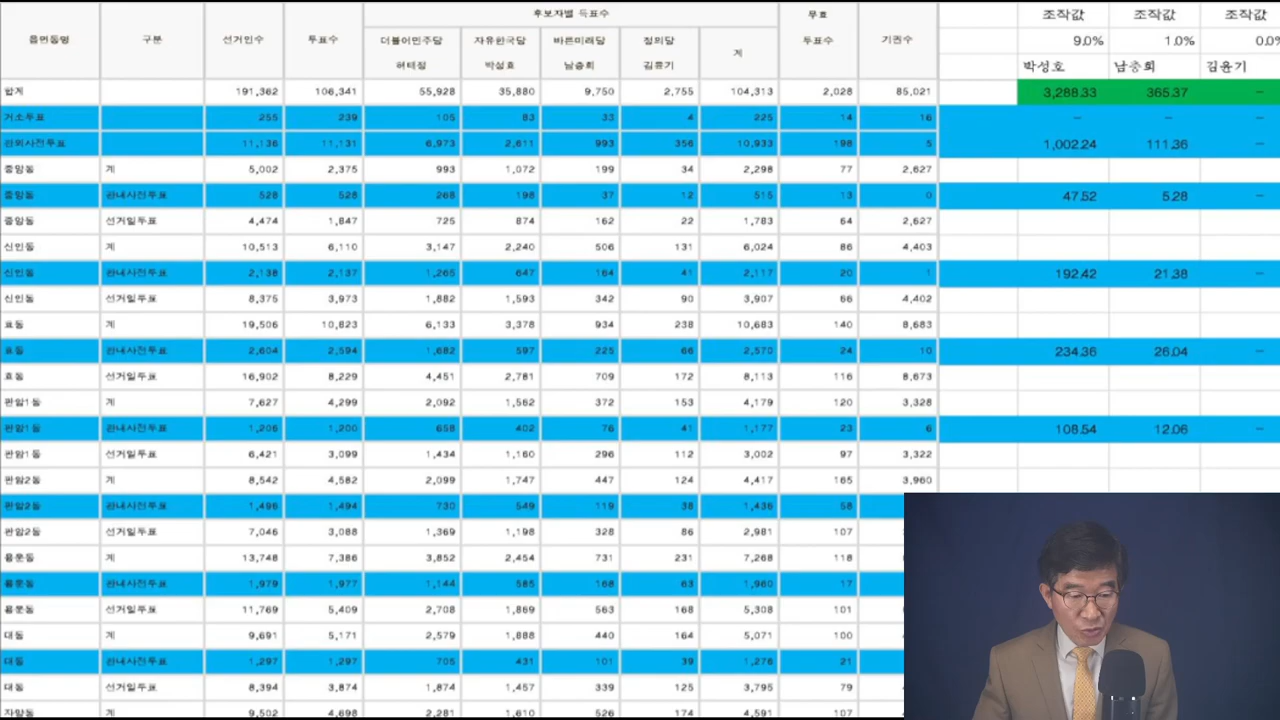 후보자별 득표수 무효 조작값 조작값 조작값
읍면동명 구분 선거인수 투표수 더불어민주당 자유한국당 바른미래당 정의당 계 투표수 기권수 9.0% 1.0% 0.0%
허태정 박성효 남충희 김윤기 박성호 남충희 김윤기
합계 191,362 106,341 55,928 35,880 9,750 2,755 104,313 2,028 85,021 3,288.33 365.37 –
거소투표 255 239 105 83 33 4 225 14 16 – – –
관외사전투표 11,136 11,131 6,973 2,611 993 356 10,933 198 5 1,002.24 111.36 –
중앙동 계 5,002 2,375 993 1,072 199 34 2,298 77 2,627
중앙동 관내사전투표 528 528 268 198 37 12 515 13 0 47.52 5.28 –
중앙동 선거일투표 4,474 1,847 725 874 162 22 1,783 64 2,627
신인동 계 10,513 6,110 3,147 2,240 506 131 6,024 86 4,403
신인동 관내사전투표 2,138 2,137 1,265 647 164 41 2,117 20 1 192.42 21.38 –
신인동 선거일투표 8,375 3,973 1,882 1,593 342 90 3,907 66 4,402
효동 계 19,506 10,823 6,133 3,378 934 238 10,683 140 8,683
효동 관내사전투표 2,604 2,594 1,682 597 225 66 2,570 24 10 234.36 26.04 –
효동 선거일투표 16,902 8,229 4,451 2,781 709 172 8,113 116 8,673
판암1동 계 7,627 4,299 2,092 1,562 372 153 4,179 120 3,328
판암1동 관내사전투표 1,206 1,200 658 402 76 41 1,177 23 6 108.54 12.06 –
판암1동 선거일투표 6,421 3,099 1,434 1,160 296 112 3,002 97 3,322
판암2동 계 8,542 4,582 2,099 1,747 447 124 4,417 165 3,960
판암2동 관내사전투표 1,496 1,494 730 549 119 38 1,436 58
판암2동 선거일투표 7,046 3,088 1,369 1,198 328 86 2,981 107
용운동 계 13,748 7,386 3,852 2,454 731 231 7,268 118
용운동 관내사전투표 1,979 1,977 1,144 585 168 63 1,960 17
용운동 선거일투표 11,769 5,409 2,708 1,869 563 168 5,308 101
대동 계 9,691 5,171 2,579 1,888 440 164 5,071 100
대동 관내사전투표 1,297 1,297 705 431 101 39 1,276 21
대동 선거일투표 8,394 3,874 1,874 1,457 339 125 3,795 79
자양동 계 9,502 4,698 2,281 1,610 526 174 4,591 107